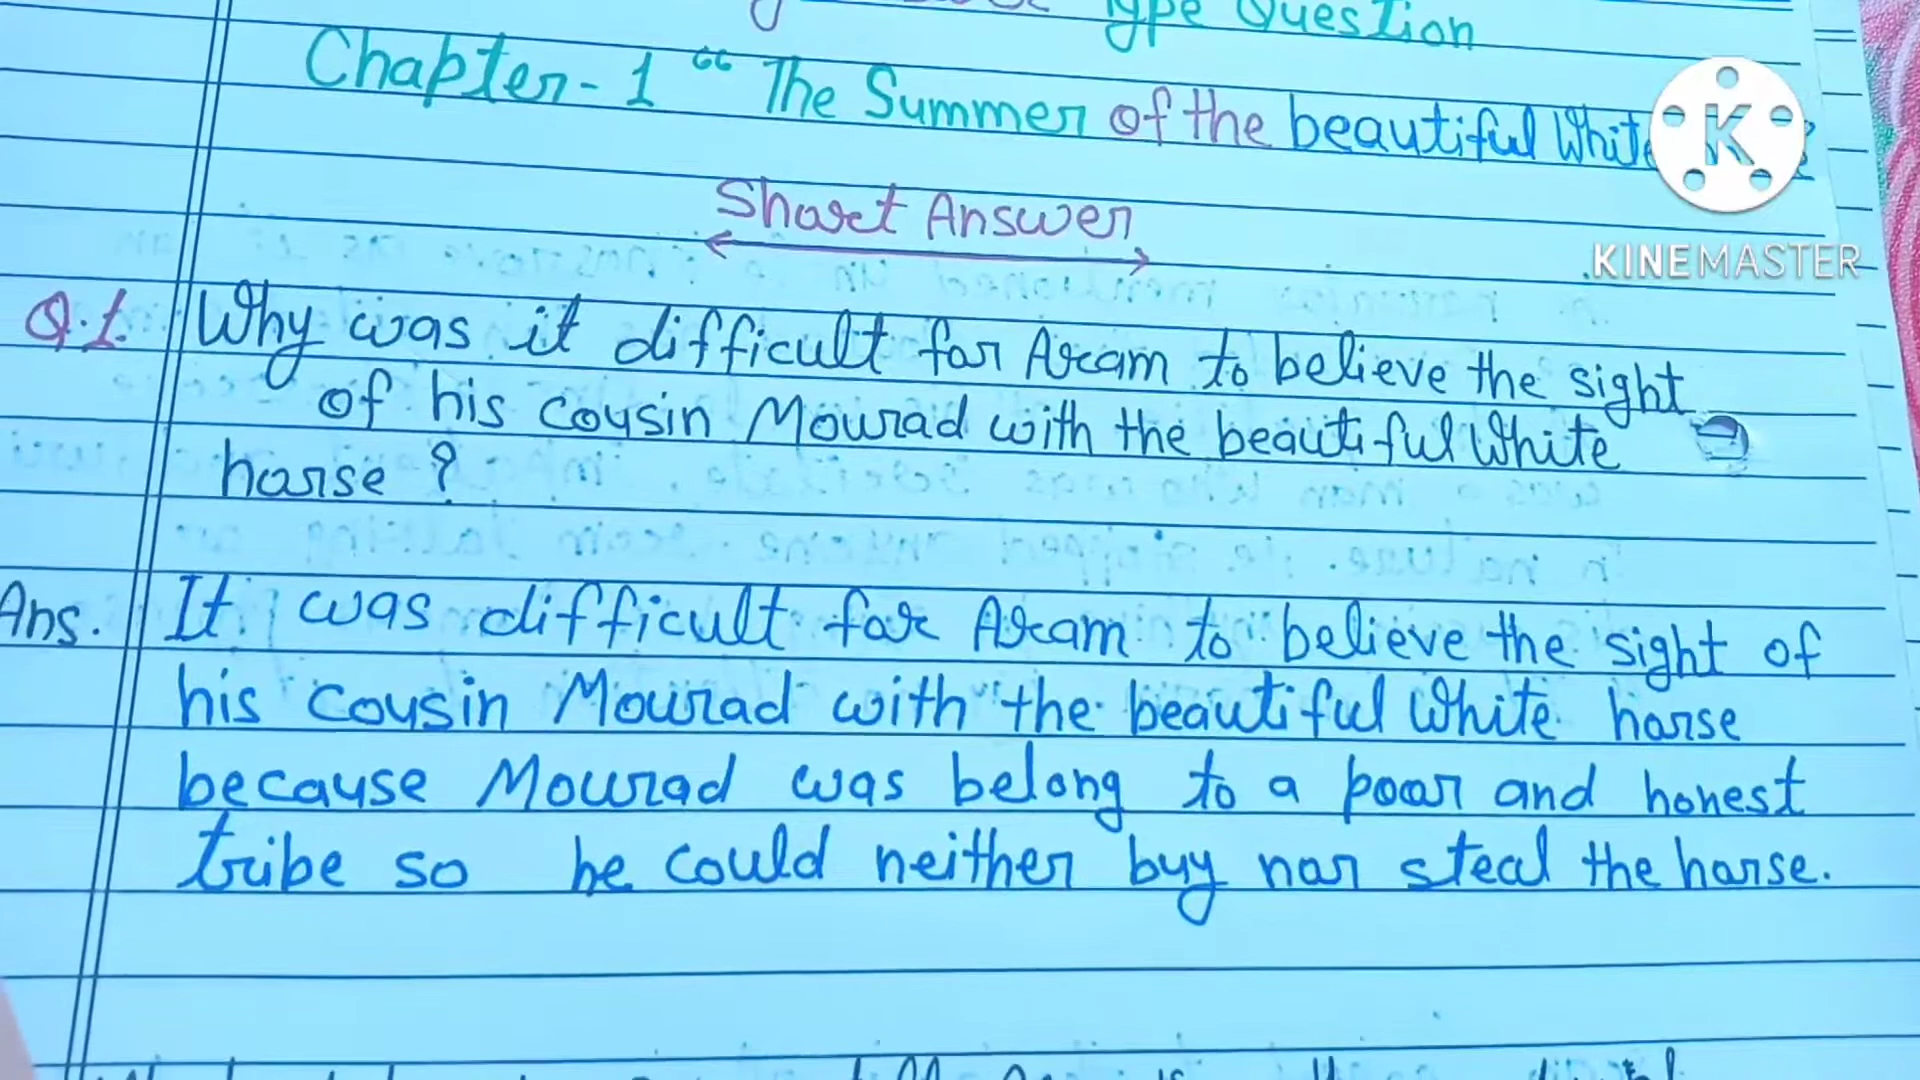 Type Question
Chapter-1 “ The Summer of the beautiful White
Short Answer
KINEMASTER
Q.1. Why was it difficult for Aram to believe the sight
of his cousin Mourad with the beautiful White
horse ?
Ans. It was difficult for Aram to believe the sight of
his cousin Mourad with the beautiful White horse
because Mourad was belong to a poor and honest
tribe so he could neither buy nor steal the horse.